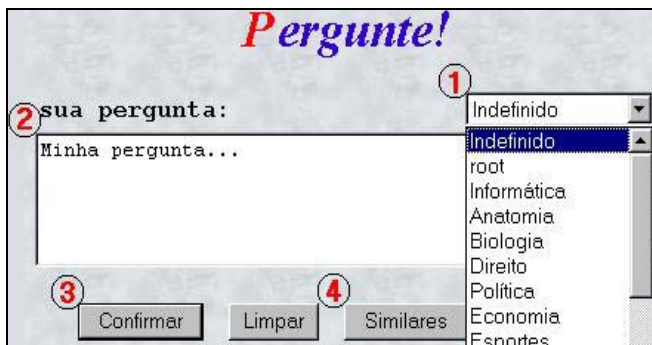 Pergunte!
1
Indefinido
2 sua pergunta:
Minha pergunta...
Indefinido
root
Informática
Anatomia
Biologia
Direito
Política
Economia
Esportes
3
4
Confirmar
Limpar
Similares